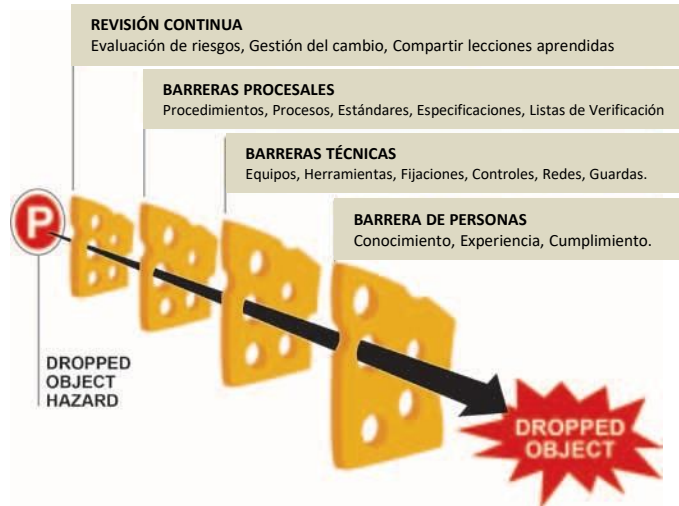 REVISIÓN CONTINUA
Evaluación de riesgos, Gestión del cambio, Compartir lecciones aprendidas
BARRERAS PROCESALES
Procedimientos, Procesos, Estándares, Especificaciones, Listas de Verificación
BARRERAS TÉCNICAS
Equipos, Herramientas, Fijaciones, Controles, Redes, Guardas.
BARRERA DE PERSONAS
Conocimiento, Experiencia, Cumplimiento.
P
DROPPED
OBJECT
HAZARD
DROPPED
OBJECT